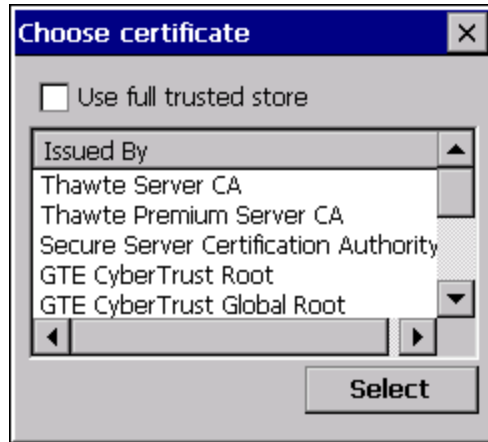 Choose certificate
Use full trusted store
Issued By
Thawte Server CA
Thawte Premium Server CA
Secure Server Certification Authority
GTE CyberTrust Root
GTE CyberTrust Global Root
Select